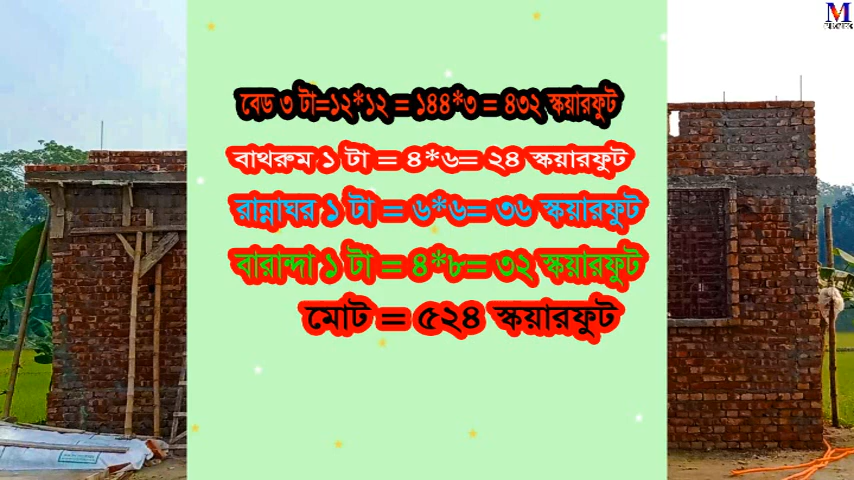 বেড ৩ টা=১২*১২ = ১৪৪*৩ = ৪৩২ স্কয়ারফুট
বাথরুম ১ টা = ৪*৬= ২৪ স্কয়ারফুট
রান্নাঘর ১ টা = ৬*৬= ৩৬ স্কয়ারফুট
বারান্দা ১ টা = ৪*৮= ৩২ স্কয়ারফুট
মোট = ৫২৪ স্কয়ারফুট